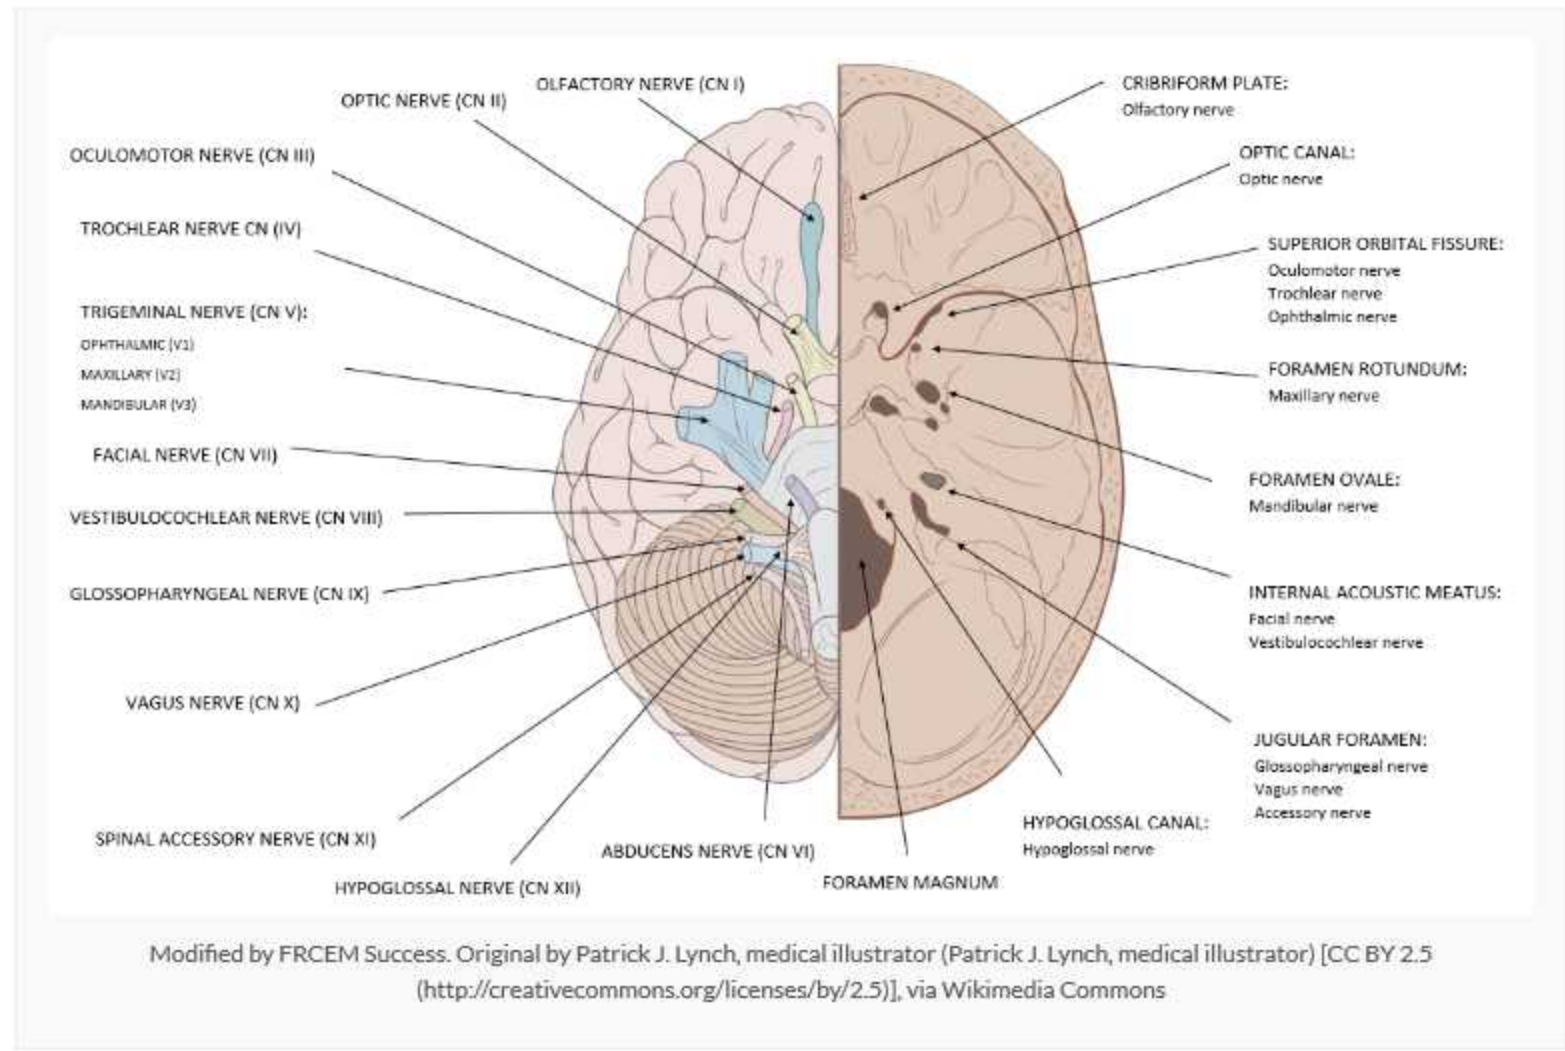 OLFACTORY NERVE (CN I)
OPTIC NERVE (CN II)
OCULOMOTOR NERVE (CN III)
TROCHLEAR NERVE CN (IV)
TRIGEMINAL NERVE (CN V):
OPHTHALMIC (V1)
MAXILLARY (V2)
MANDIBULAR (V3)
FACIAL NERVE (CN VII)
VESTIBULOCOCHLEAR NERVE (CN VIII)
GLOSSOPHARYNGEAL NERVE (CN IX)
VAGUS NERVE (CN X)
SPINAL ACCESSORY NERVE (CN XI)
HYPOGLOSSAL NERVE (CN XII)
ABDUCENS NERVE (CN VI)
CRIBRIFORM PLATE:
Olfactory nerve
OPTIC CANAL:
Optic nerve
SUPERIOR ORBITAL FISSURE:
Oculomotor nerve
Trochlear nerve
Ophthalmic nerve
FORAMEN ROTUNDUM:
Maxillary nerve
FORAMEN OVALE:
Mandibular nerve
INTERNAL ACOUSTIC MEATUS:
Facial nerve
Vestibulocochlear nerve
JUGULAR FORAMEN:
Glossopharyngeal nerve
Vagus nerve
Accessory nerve
HYPOGLOSSAL CANAL:
Hypoglossal nerve
FORAMEN MAGNUM
Modified by FRCEM Success. Original by Patrick J. Lynch, medical illustrator (Patrick J. Lynch, medical illustrator) [CC BY 2.5
(http://creativecommons.org/licenses/by/2.5)], via Wikimedia Commons